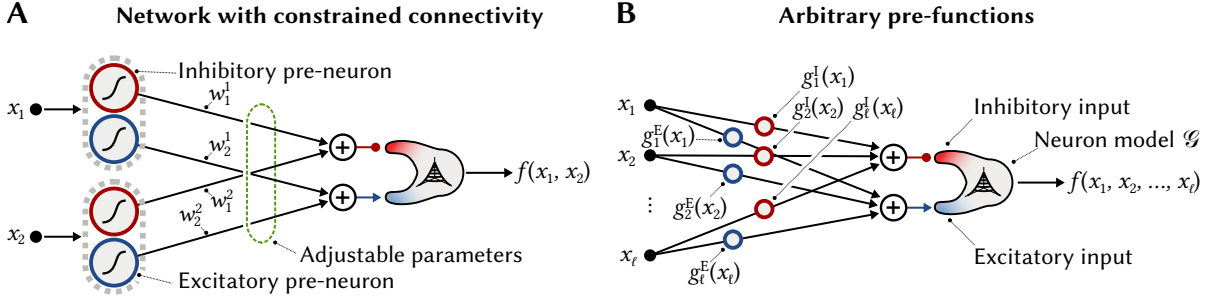 A
Network with constrained connectivity
Inhibitory pre-neuron
w₁¹
x₁
w₂¹
f(x₁, x₂)
w₁²
w₂²
x₂
Adjustable parameters
Excitatory pre-neuron
B
Arbitrary pre-functions
g₁ᴵ(x₁)
x₁
g₂ᴵ(x₂)
gℓᴵ(xℓ)
Inhibitory input
g₁ᴱ(x₁)
Neuron model 𝒢
x₂
f(x₁, x₂, ..., xℓ)
g₂ᴱ(x₂)
⋮
xℓ
gℓᴱ(xℓ)
Excitatory input